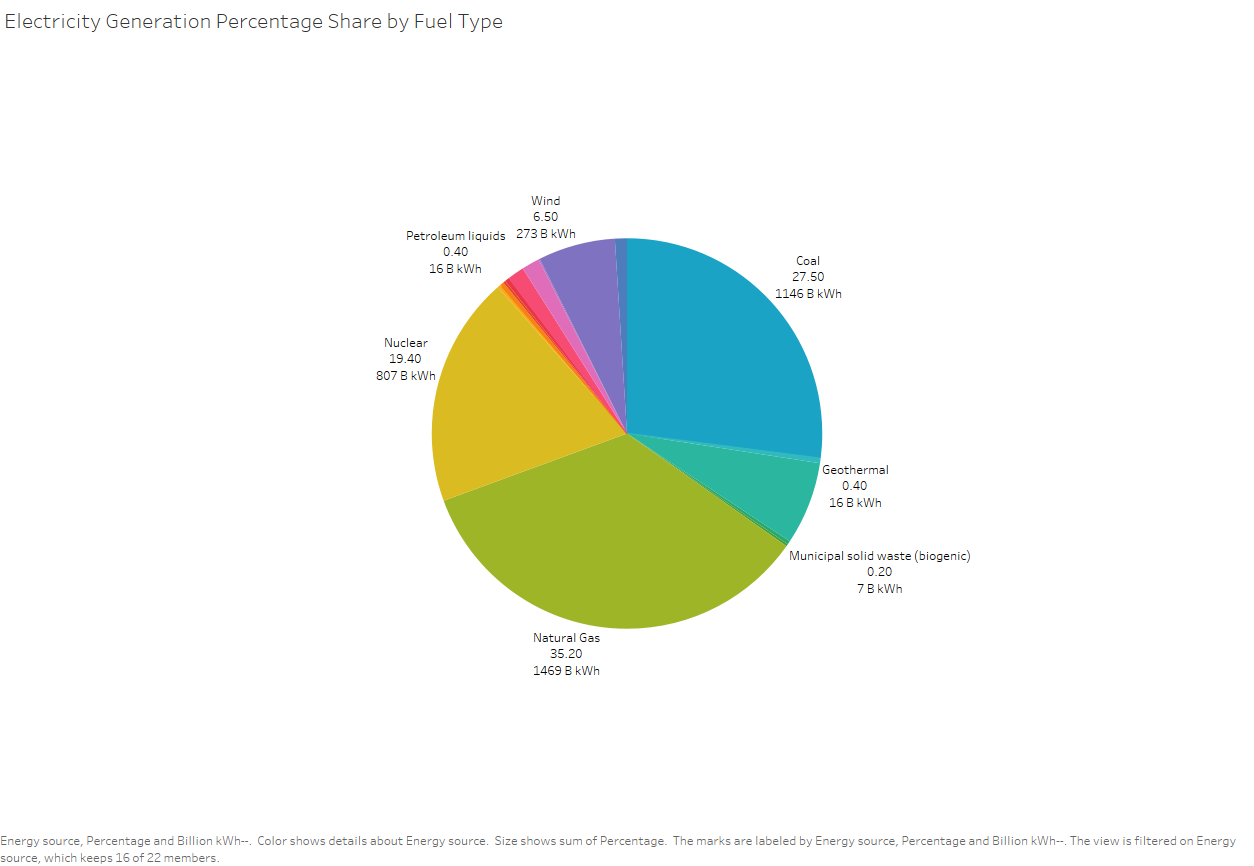 Electricity Generation Percentage Share by Fuel Type
Wind
6.50
273 B kWh
Petroleum liquids
0.40
16 B kWh
Coal
27.50
1146 B kWh
Nuclear
19.40
807 B kWh
Geothermal
0.40
16 B kWh
Municipal solid waste (biogenic)
0.20
7 B kWh
Natural Gas
35.20
1469 B kWh
Energy source, Percentage and Billion kWh--.  Color shows details about Energy source.  Size shows sum of Percentage.  The marks are labeled by Energy source, Percentage and Billion kWh--. The view is filtered on Energy
source, which keeps 16 of 22 members.